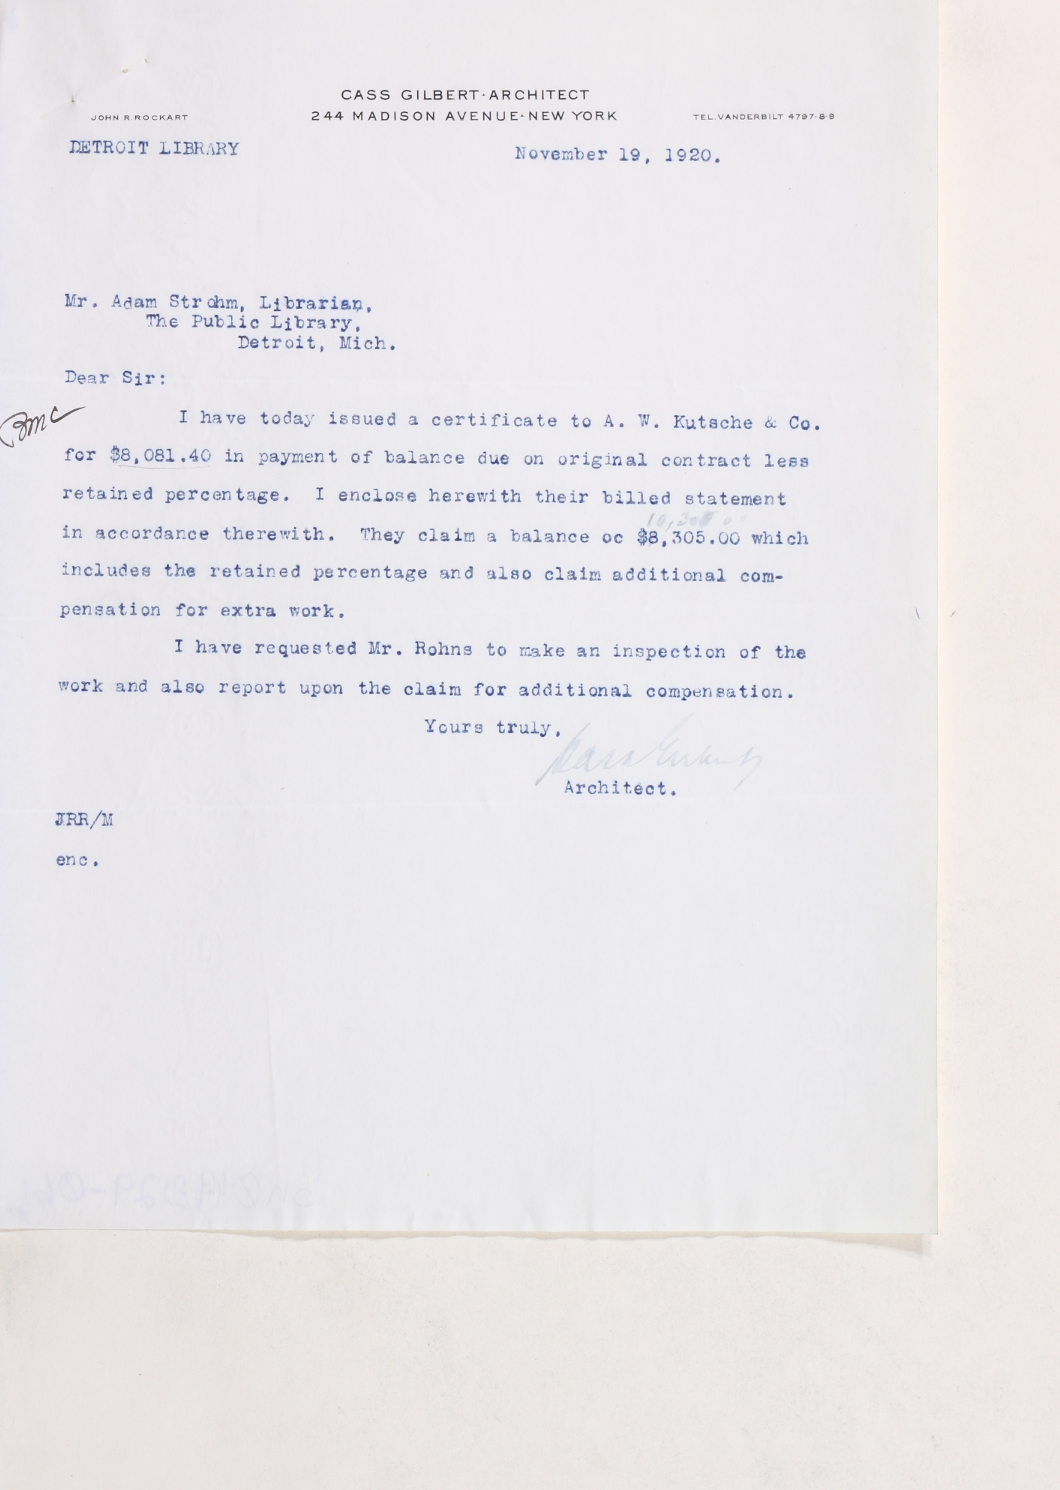 CASS GILBERT·ARCHITECT
JOHN R. ROCKART 244 MADISON AVENUE·NEW YORK TEL. VANDERBILT 4797-8-9
DETROIT LIBRARY November 19, 1920.
Mr. Adam Strohm, Librarian,
The Public Library,
Detroit, Mich.
Dear Sir:
BMC
I have today issued a certificate to A. W. Kutsche & Co.
for $8,081.40 in payment of balance due on original contract less
retained percentage. I enclose herewith their billed statement
in accordance therewith. They claim a balance oc $8,305.00 which
includes the retained percentage and also claim additional com-
pensation for extra work.
I have requested Mr. Rohns to make an inspection of the
work and also report upon the claim for additional compensation.
Yours truly,
Cass Gilbert
Architect.
JRR/M
enc.